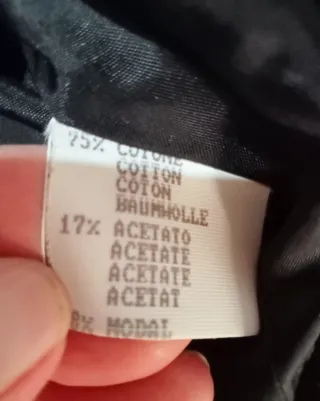 75% COTONE
COTTON
COTON
BAUMWOLLE
17% ACETATO
ACETATE
ACETATE
ACETAT
8% MODAL